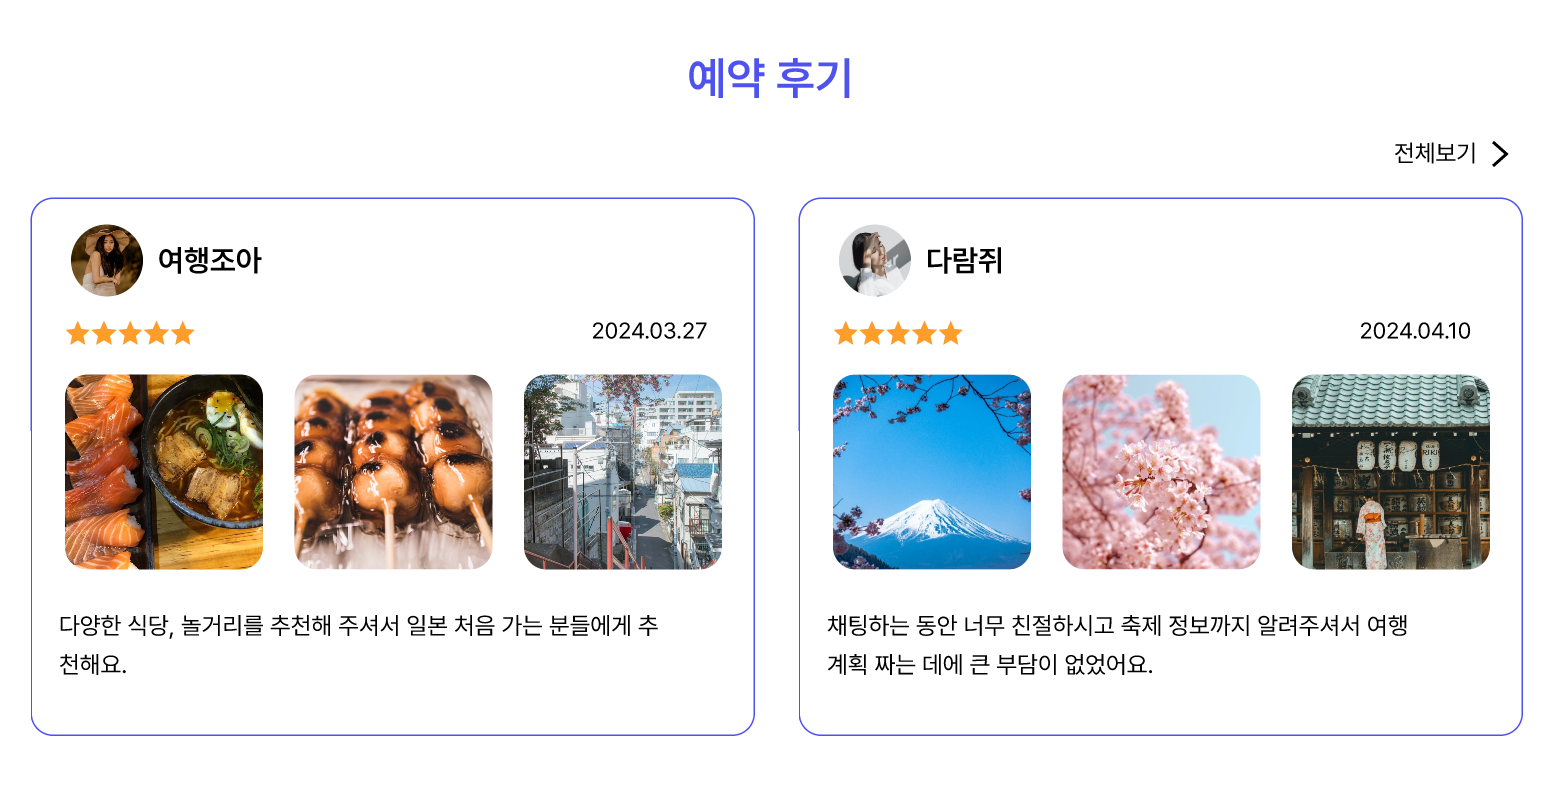 예약 후기
전체보기
여행조아
2024.03.27
다양한 식당, 놀거리를 추천해 주셔서 일본 처음 가는 분들에게 추
천해요.
다람쥐
2024.04.10
채팅하는 동안 너무 친절하시고 축제 정보까지 알려주셔서 여행
계획 짜는 데에 큰 부담이 없었어요.